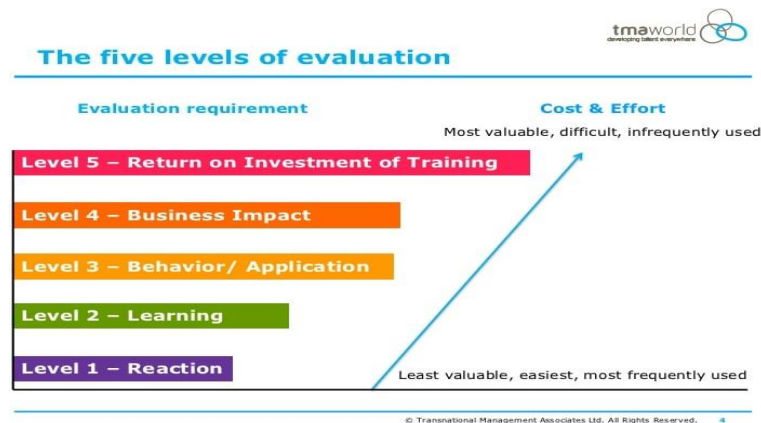 tmaworld
developing talent everywhere
The five levels of evaluation
Evaluation requirement
Cost & Effort
Most valuable, difficult, infrequently used
Level 5 – Return on Investment of Training
Level 4 – Business Impact
Level 3 – Behavior/ Application
Level 2 – Learning
Level 1 – Reaction
Least valuable, easiest, most frequently used
© Transnational Management Associates Ltd. All Rights Reserved.
4